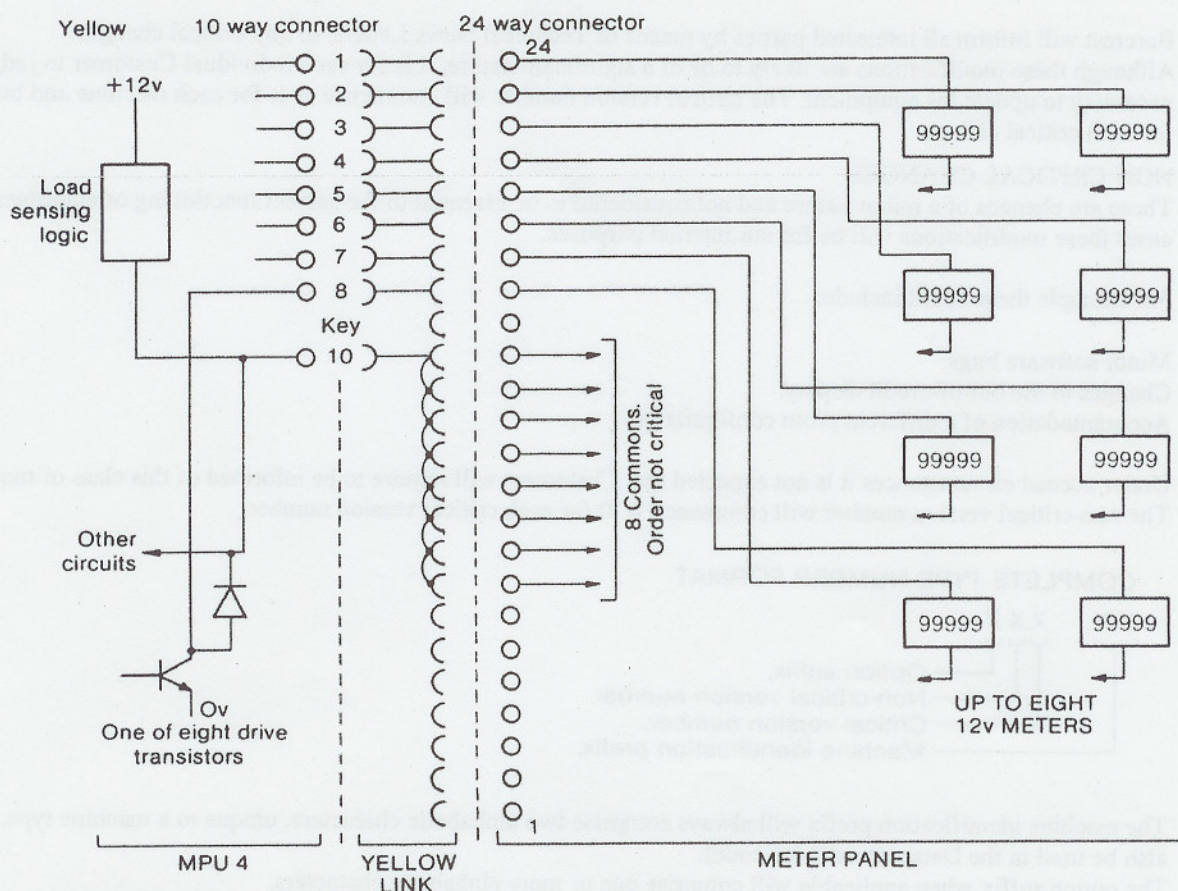 Yellow
10 way connector
24 way connector
+12v
1
24
2
3
Load
sensing
logic
4
5
6
7
8
Key
10
99999
99999
99999
99999
99999
99999
99999
99999
8 Commons.
Order not critical
Other
circuits
Ov
One of eight drive
transistors
UP TO EIGHT
12v METERS
1
MPU 4
YELLOW
LINK
METER PANEL